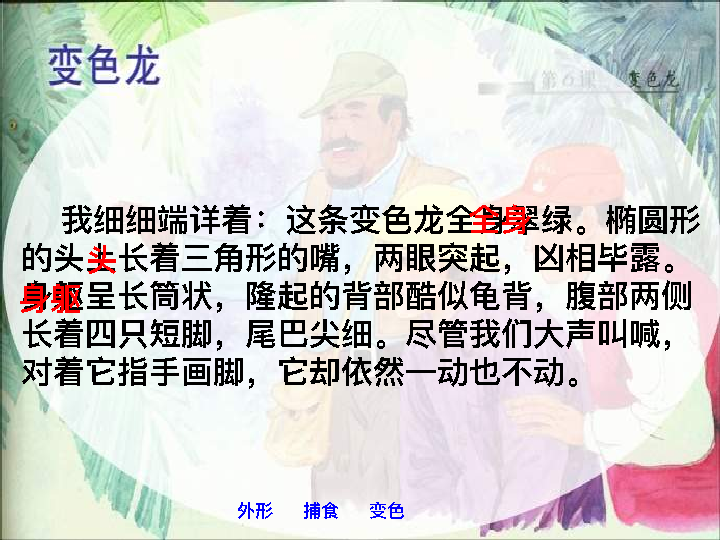 变色龙
第6课 变色龙
我细细端详着：这条变色龙全身翠绿。椭圆形
的头上长着三角形的嘴，两眼突起，凶相毕露。
身躯呈长筒状，隆起的背部酷似龟背，腹部两侧
长着四只短脚，尾巴尖细。尽管我们大声叫喊，
对着它指手画脚，它却依然一动也不动。
全身
头
身躯
外形 捕食 变色